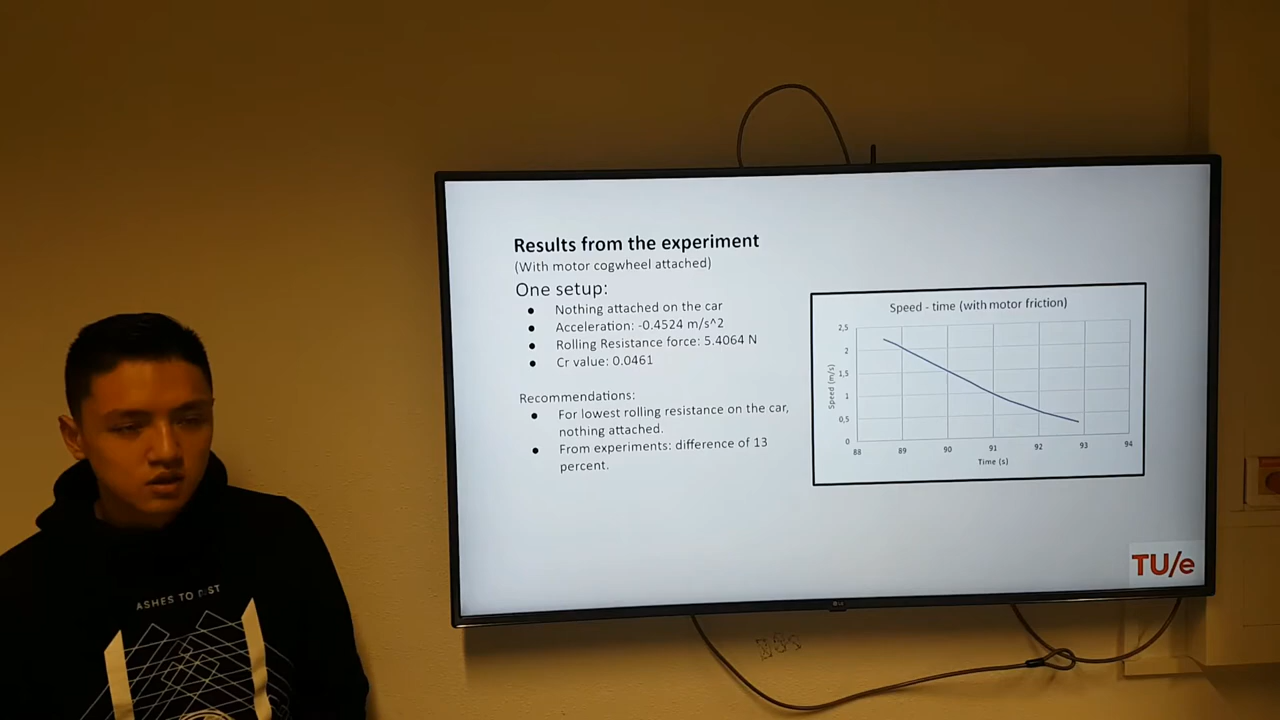 Results from the experiment
(With motor cogwheel attached)
One setup:
● Nothing attached on the car
● Acceleration: -0.4524 m/s^2
● Rolling Resistance force: 5.4064 N
● Cr value: 0.0461
Recommendations:
● For lowest rolling resistance on the car,
nothing attached.
● From experiments: difference of 13
percent.
Speed - time (with motor friction)
2,5
2
1,5
1
0,5
0
Speed (m/s)
88 89 90 91 92 93 94
Time (s)
TU/e
LG
ASHES TO